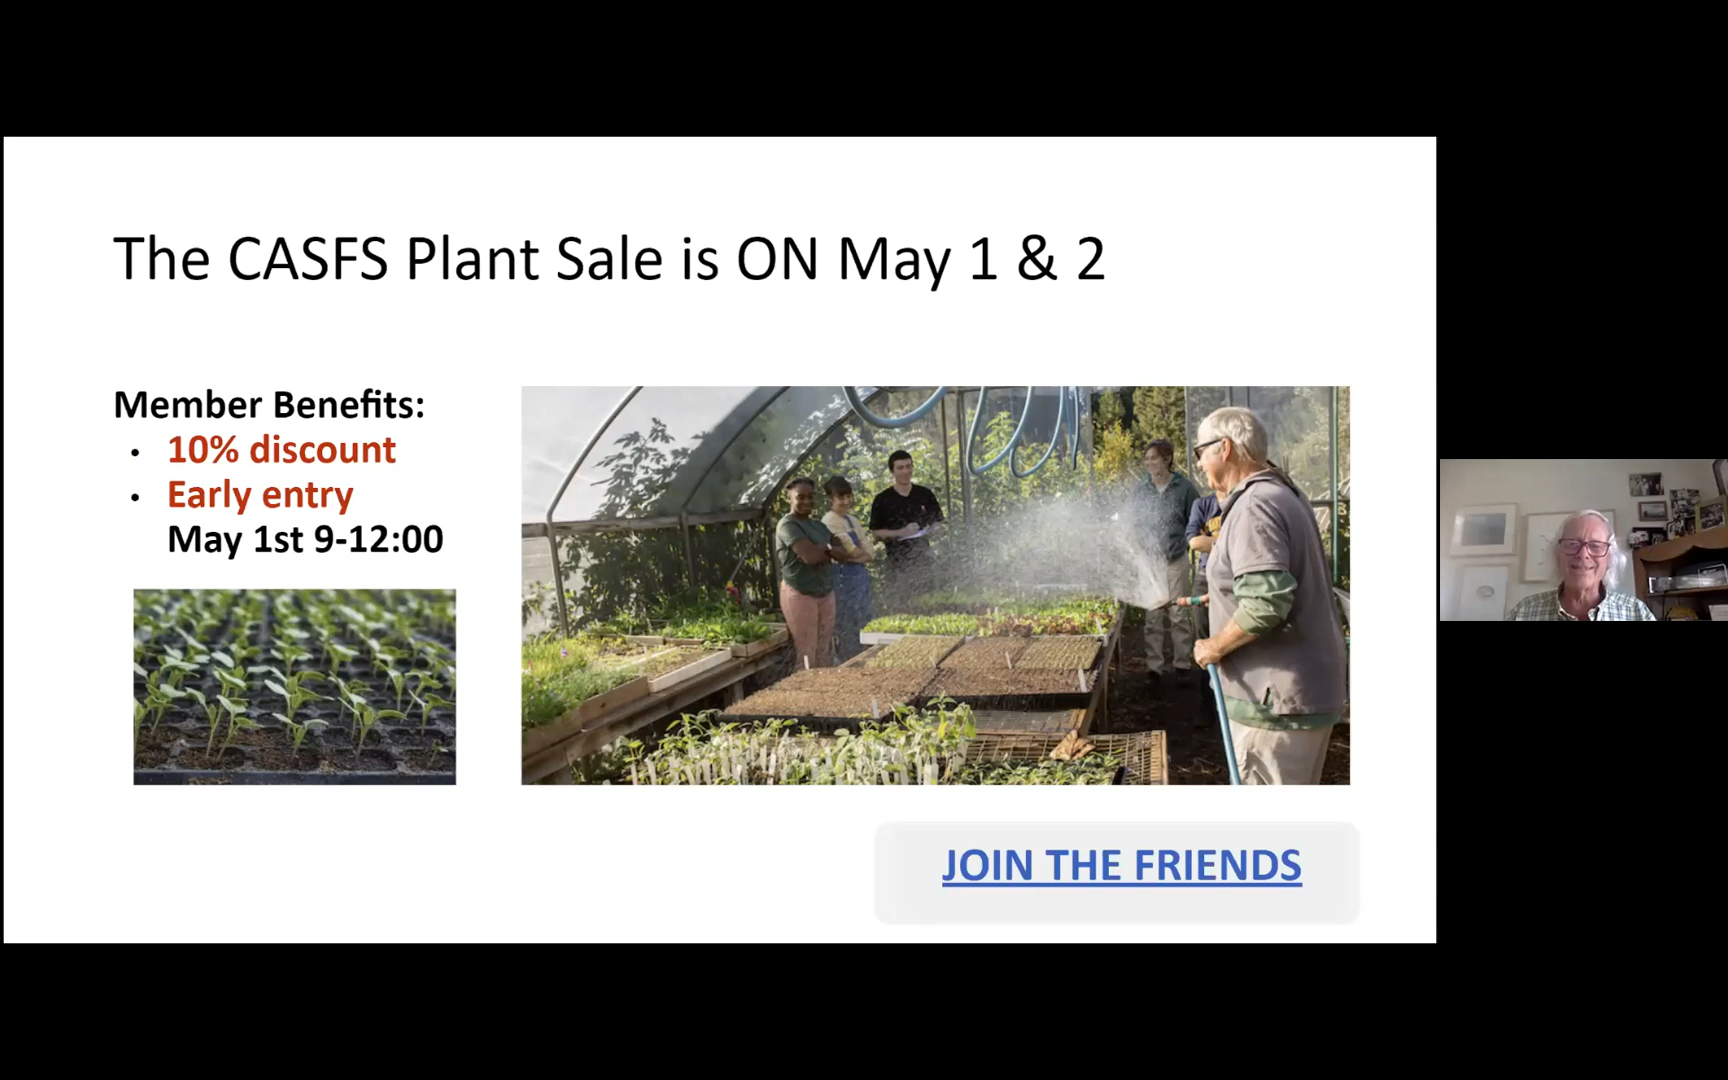 The CASFS Plant Sale is ON May 1 & 2
Member Benefits:
• 10% discount
• Early entry
May 1st 9-12:00
JOIN THE FRIENDS